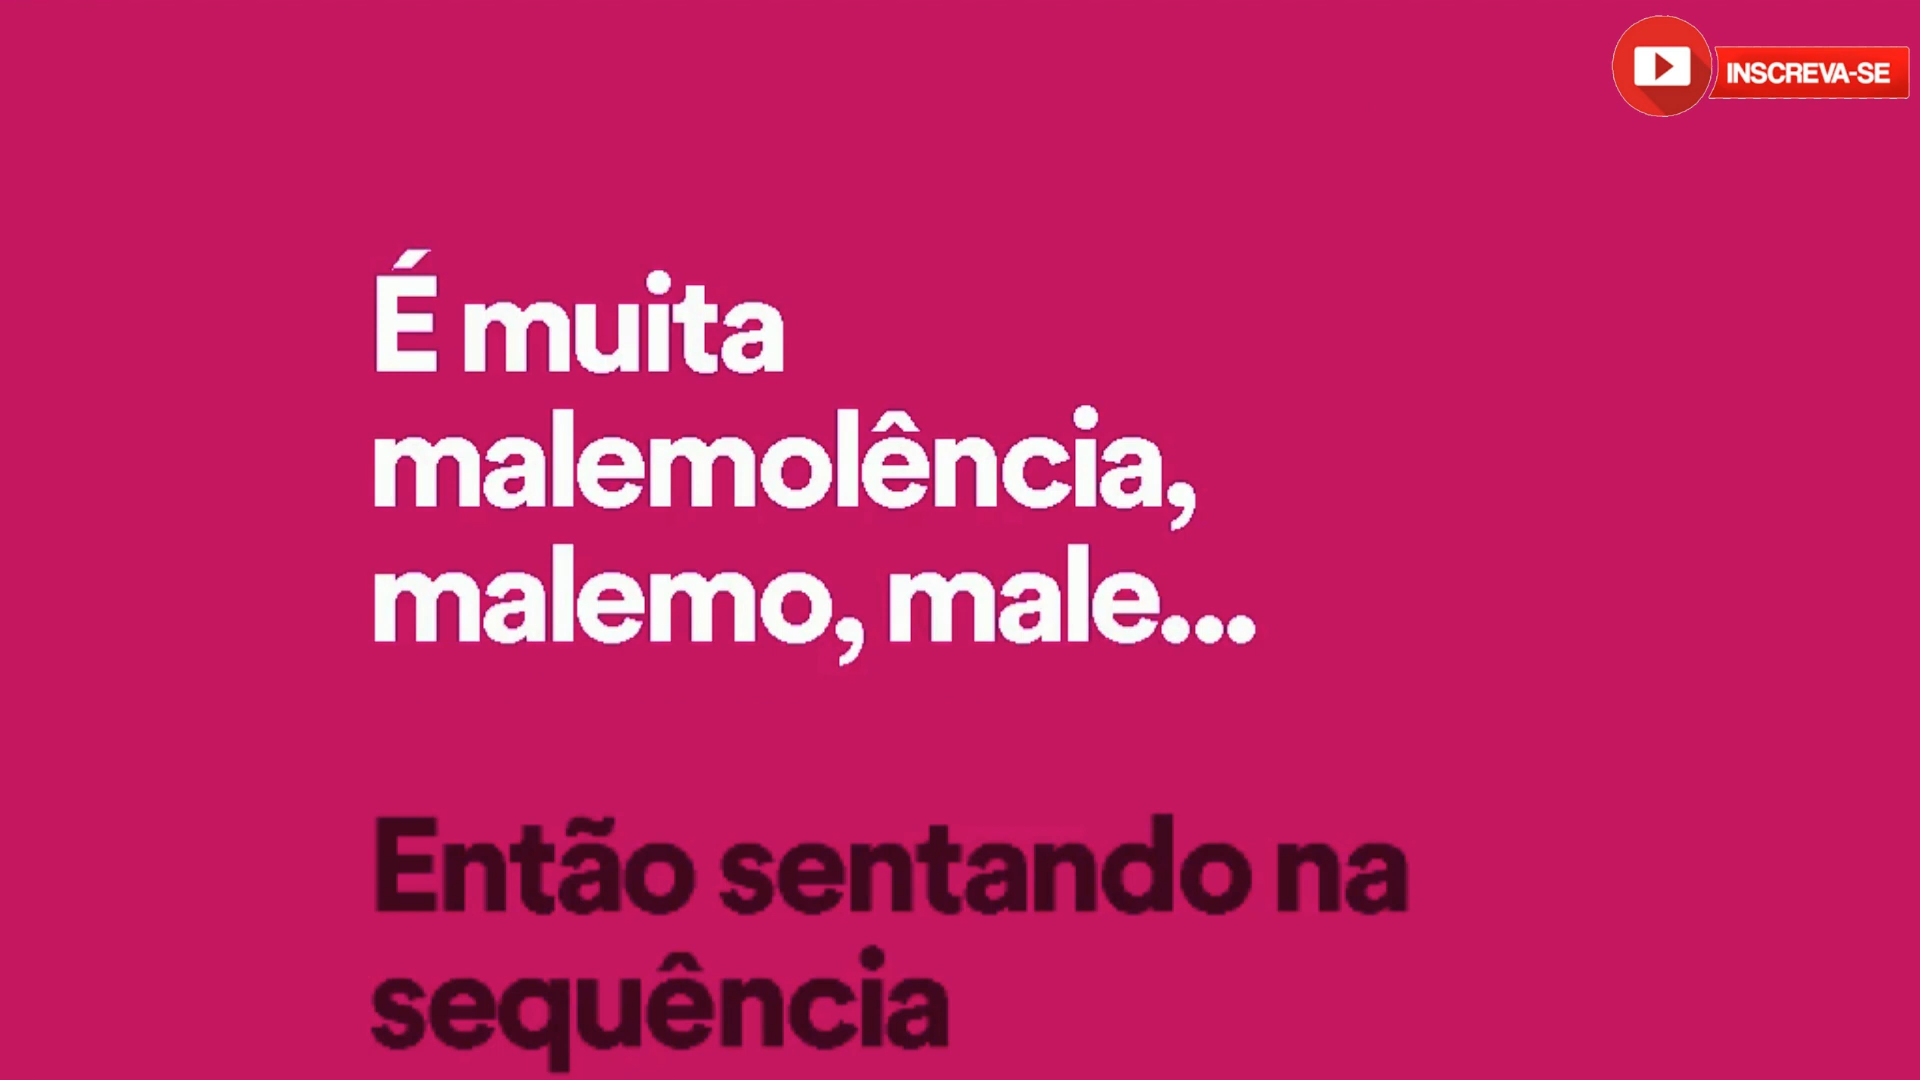 INSCREVA-SE
É muita
malemolência,
malemo, male...
Então sentando na
sequência